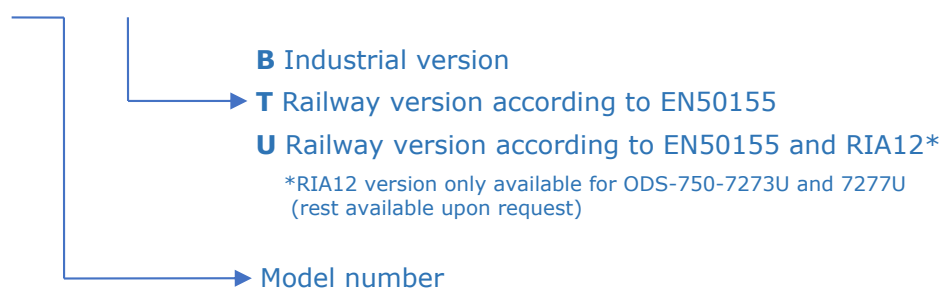 B Industrial version
T Railway version according to EN50155
U Railway version according to EN50155 and RIA12*
*RIA12 version only available for ODS-750-7273U and 7277U
(rest available upon request)
Model number